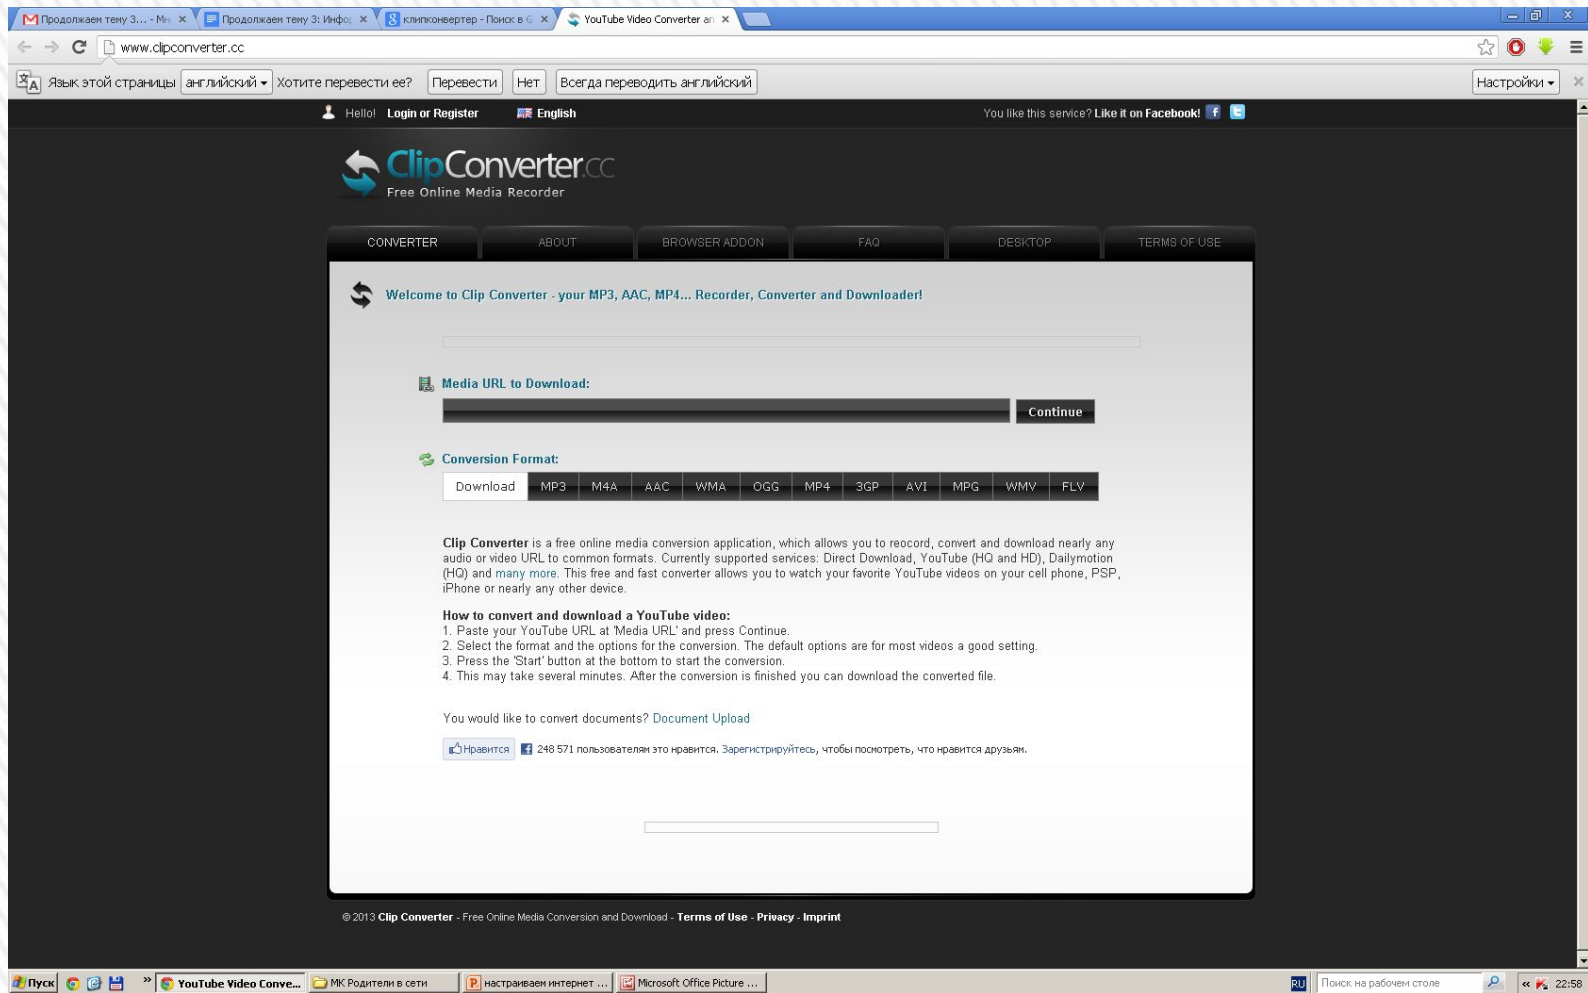 Продолжаем тему 3... - Ми
Продолжаем тему 3: Инфо
клипконвертер - Поиск в G
YouTube Video Converter an
www.clipconverter.cc
Язык этой страницы английский Хотите перевести ее? Перевести Нет Всегда переводить английский Настройки
Hello! Login or Register English You like this service? Like it on Facebook!
ClipConverter.cc
Free Online Media Recorder
CONVERTER ABOUT BROWSER ADDON FAQ DESKTOP TERMS OF USE
Welcome to Clip Converter - your MP3, AAC, MP4... Recorder, Converter and Downloader!
Media URL to Download:
Continue
Conversion Format:
Download MP3 M4A AAC WMA OGG MP4 3GP AVI MPG WMV FLV
Clip Converter is a free online media conversion application, which allows you to reocord, convert and download nearly any
audio or video URL to common formats. Currently supported services: Direct Download, YouTube (HQ and HD), Dailymotion
(HQ) and many more. This free and fast converter allows you to watch your favorite YouTube videos on your cell phone, PSP,
iPhone or nearly any other device.
How to convert and download a YouTube video:
1. Paste your YouTube URL at 'Media URL' and press Continue.
2. Select the format and the options for the conversion. The default options are for most videos a good setting.
3. Press the 'Start' button at the bottom to start the conversion.
4. This may take several minutes. After the conversion is finished you can download the converted file.
You would like to convert documents? Document Upload
Нравится 248 571 пользователям это нравится. Зарегистрируйтесь, чтобы посмотреть, что нравится друзьям.
© 2013 Clip Converter - Free Online Media Conversion and Download - Terms of Use - Privacy - Imprint
Пуск » YouTube Video Conve... МК Родители в сети настраиваем интернет ... Microsoft Office Picture ... RU Поиск на рабочем столе « 22:58